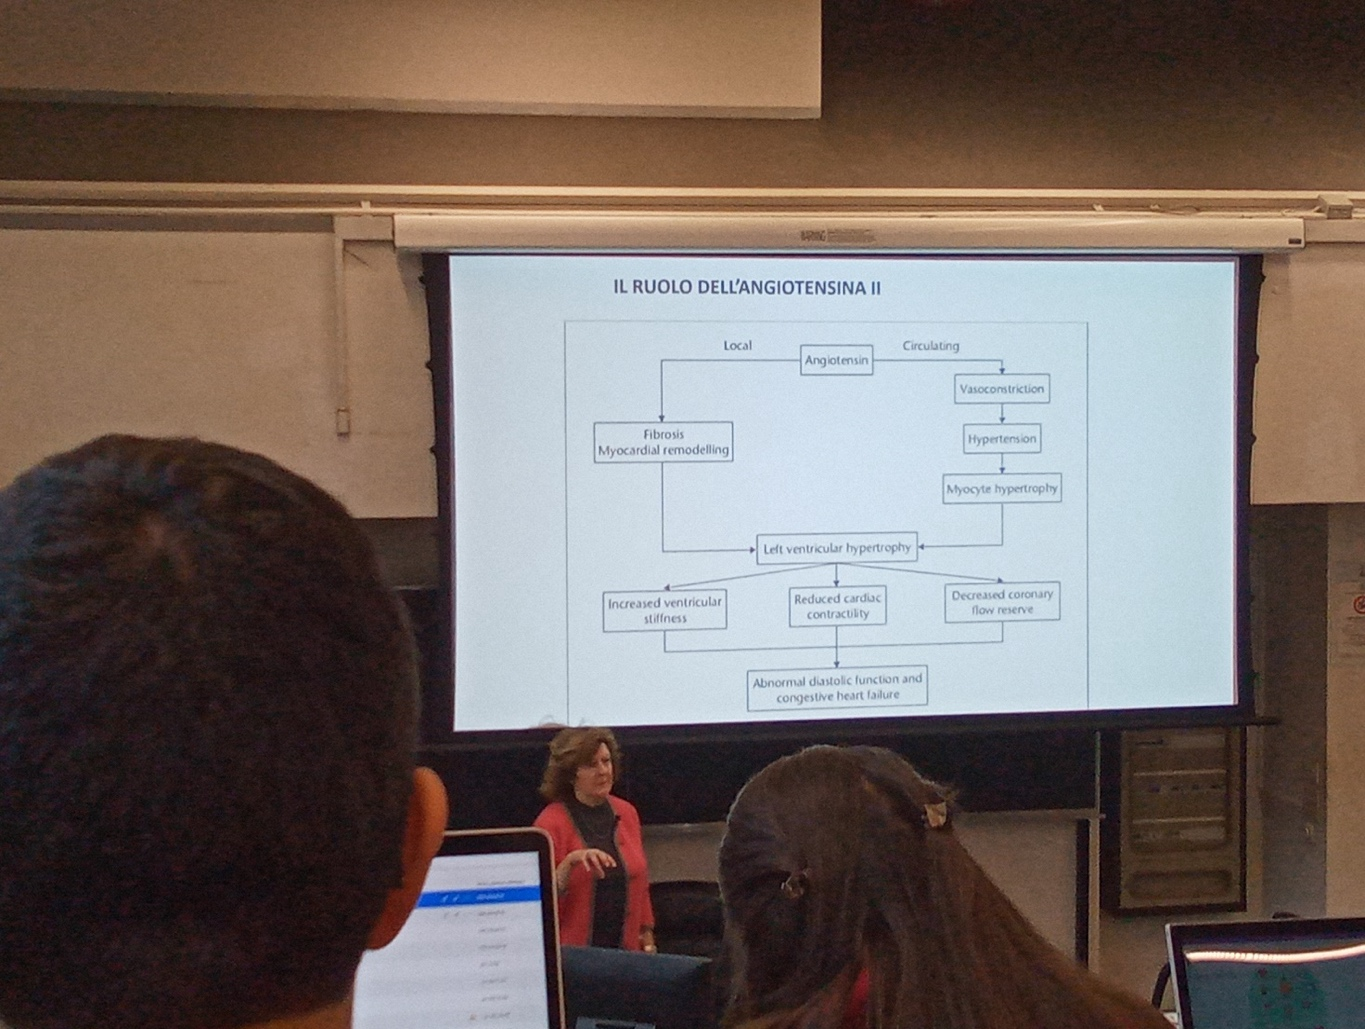 WARNING
IL RUOLO DELL'ANGIOTENSINA II
Local
Circulating
Angiotensin
Vasoconstriction
Fibrosis
Myocardial remodelling
Hypertension
Myocyte hypertrophy
Left ventricular hypertrophy
Increased ventricular
stiffness
Reduced cardiac
contractility
Decreased coronary
flow reserve
Abnormal diastolic function and
congestive heart failure